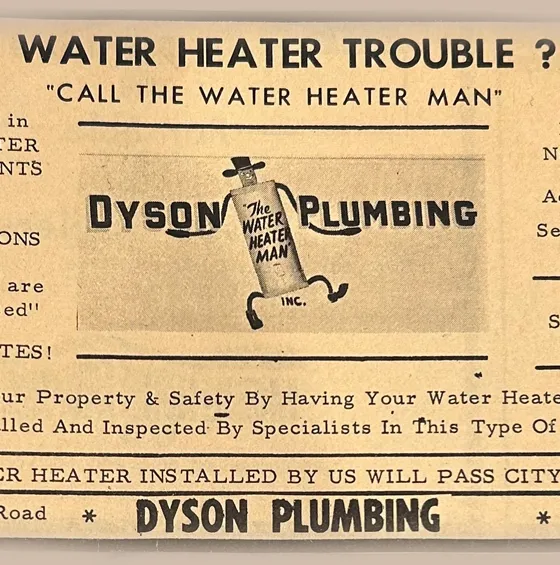 WATER HEATER TROUBLE ?
"CALL THE WATER HEATER MAN"
in
TER
NTS
ONS
are
ed"
TES!
DYSON PLUMBING
"The
WATER
HEATER
MAN"
INC.
N
Se
S
ur Property & Safety By Having Your Water Heate
lled And Inspected By Specialists In This Type Of
ER HEATER INSTALLED BY US WILL PASS CITY
Road * DYSON PLUMBING *